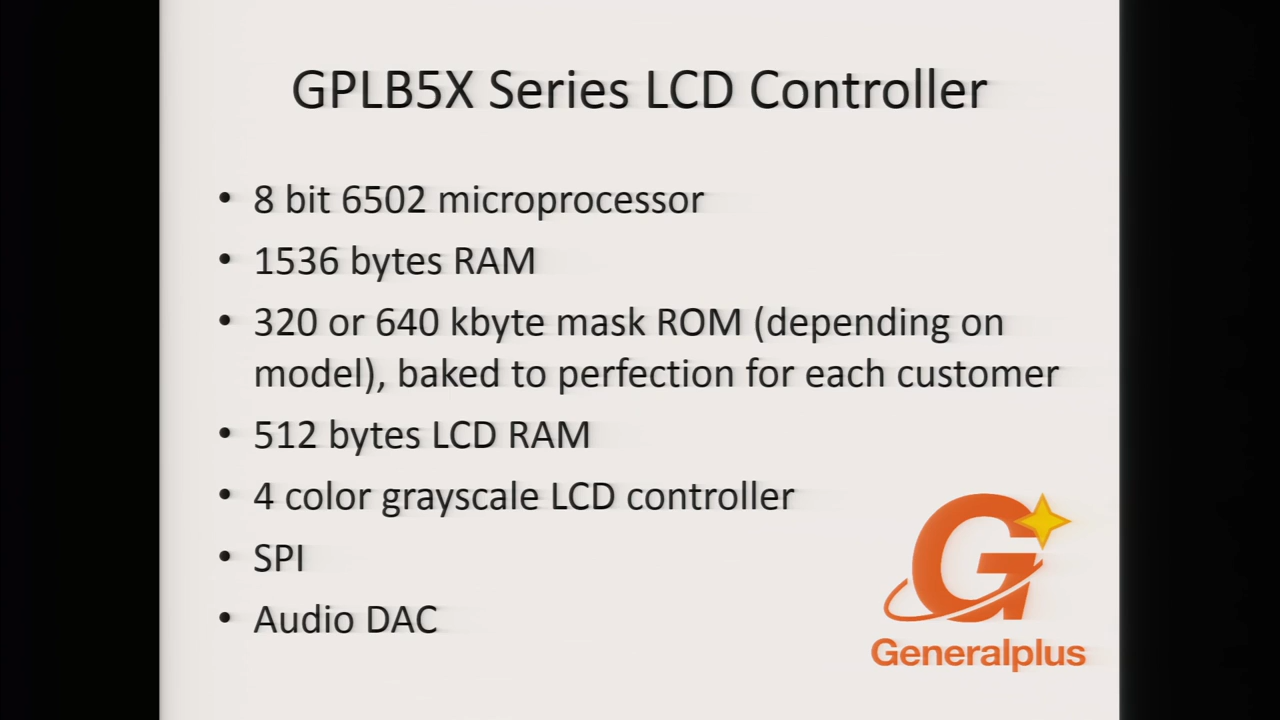 GPLB5X Series LCD Controller
• 8 bit 6502 microprocessor
• 1536 bytes RAM
• 320 or 640 kbyte mask ROM (depending on
model), baked to perfection for each customer
• 512 bytes LCD RAM
• 4 color grayscale LCD controller
• SPI
• Audio DAC
G
Generalplus